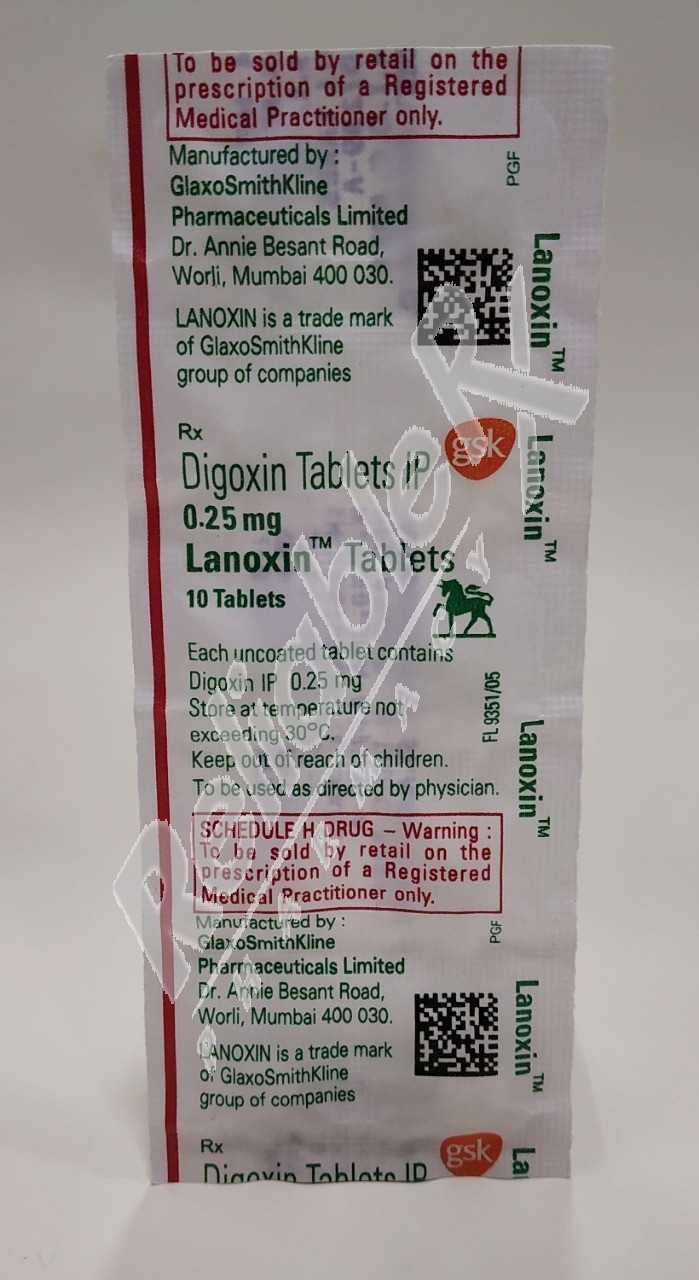 To be sold by retail on the
prescription of a Registered
Medical Practitioner only.
Manufactured by :
GlaxoSmithKline
Pharmaceuticals Limited
Dr. Annie Besant Road,
Worli, Mumbai 400 030.
PGF
Lanoxin™
LANOXIN is a trade mark
of GlaxoSmithKline
group of companies
Rx
gsk
Digoxin Tablets IP
0.25 mg
Lanoxin™ Tablets
10 Tablets
Lanoxin™
Each uncoated tablet contains
Digoxin IP 0.25 mg
Store at temperature not
exceeding 30°C.
Keep out of reach of children.
To be used as directed by physician.
FL 9351/05
Lanoxin™
SCHEDULE H DRUG – Warning :
To be sold by retail on the
prescription of a Registered
Medical Practitioner only.
Manufactured by :
GlaxoSmithKline
Pharmaceuticals Limited
Dr. Annie Besant Road,
Worli, Mumbai 400 030.
PGF
Lanoxin™
LANOXIN is a trade mark
of GlaxoSmithKline
group of companies
Rx
gsk
Digoxin Tablets IP
La
ReliableRx
PHARMACY